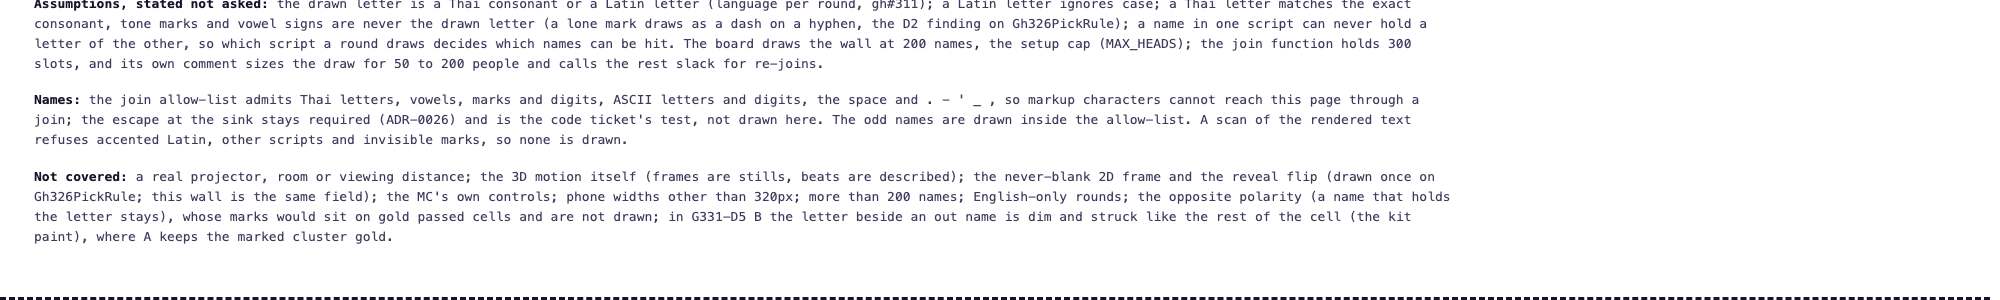 Assumptions, stated not asked: the drawn letter is a Thai consonant or a Latin letter (language per round, gh#311); a Latin letter ignores case; a Thai letter matches the exact
consonant, tone marks and vowel signs are never the drawn letter (a lone mark draws as a dash on a hyphen, the D2 finding on Gh326PickRule); a name in one script can never hold a
letter of the other, so which script a round draws decides which names can be hit. The board draws the wall at 200 names, the setup cap (MAX_HEADS); the join function holds 300
slots, and its own comment sizes the draw for 50 to 200 people and calls the rest slack for re-joins.
Names: the join allow-list admits Thai letters, vowels, marks and digits, ASCII letters and digits, the space and . - ' _ , so markup characters cannot reach this page through a
join; the escape at the sink stays required (ADR-0026) and is the code ticket's test, not drawn here. The odd names are drawn inside the allow-list. A scan of the rendered text
refuses accented Latin, other scripts and invisible marks, so none is drawn.
Not covered: a real projector, room or viewing distance; the 3D motion itself (frames are stills, beats are described); the never-blank 2D frame and the reveal flip (drawn once on
Gh326PickRule; this wall is the same field); the MC's own controls; phone widths other than 320px; more than 200 names; English-only rounds; the opposite polarity (a name that holds
the letter stays), whose marks would sit on gold passed cells and are not drawn; in G331-D5 B the letter beside an out name is dim and struck like the rest of the cell (the kit
paint), where A keeps the marked cluster gold.